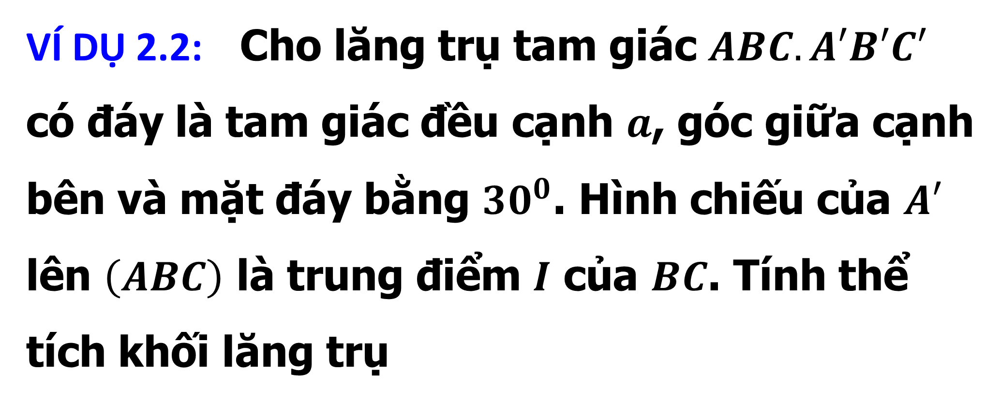 VÍ DỤ 2.2: Cho lăng trụ tam giác ABC.A′B′C′
có đáy là tam giác đều cạnh a, góc giữa cạnh
bên và mặt đáy bằng 30⁰. Hình chiếu của A′
lên (ABC) là trung điểm I của BC. Tính thể
tích khối lăng trụ